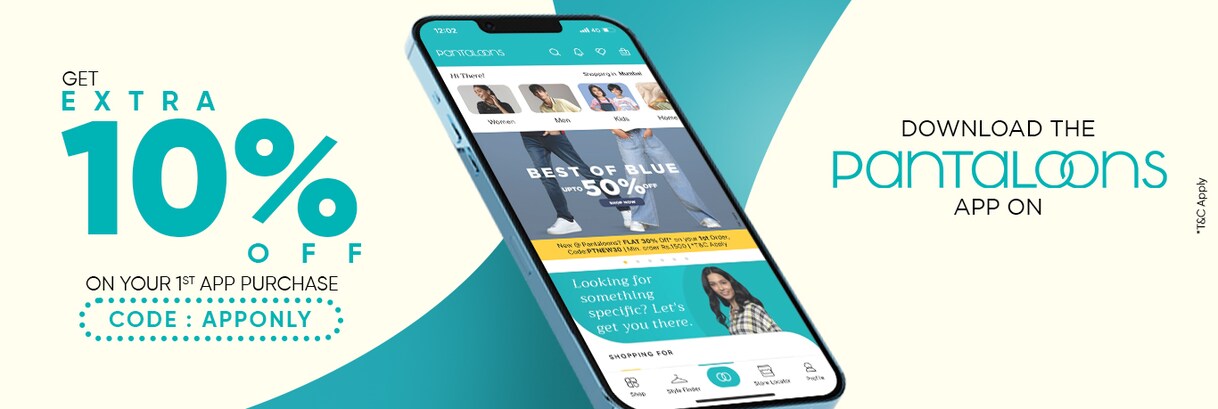 GET
EXTRA
10%
OFF
ON YOUR 1ST APP PURCHASE
CODE : APPONLY
12:02
4G
PANTALOONS
Hi There!
Shopping in Mumbai
Women
Men
Kids
Home
BEST OF BLUE
UPTO 50% OFF
SHOP NOW
New @ Pantaloons? FLAT 30% Off* on your 1st Order,
Code:PTNEW30 | Min. order Rs.1500 | *T&C Apply
Looking for
something
specific? Let's
get you there.
SHOPPING FOR
Shop
Style Finder
Store Locator
Profile
DOWNLOAD THE
PANTALOONS
APP ON
*T&C Apply